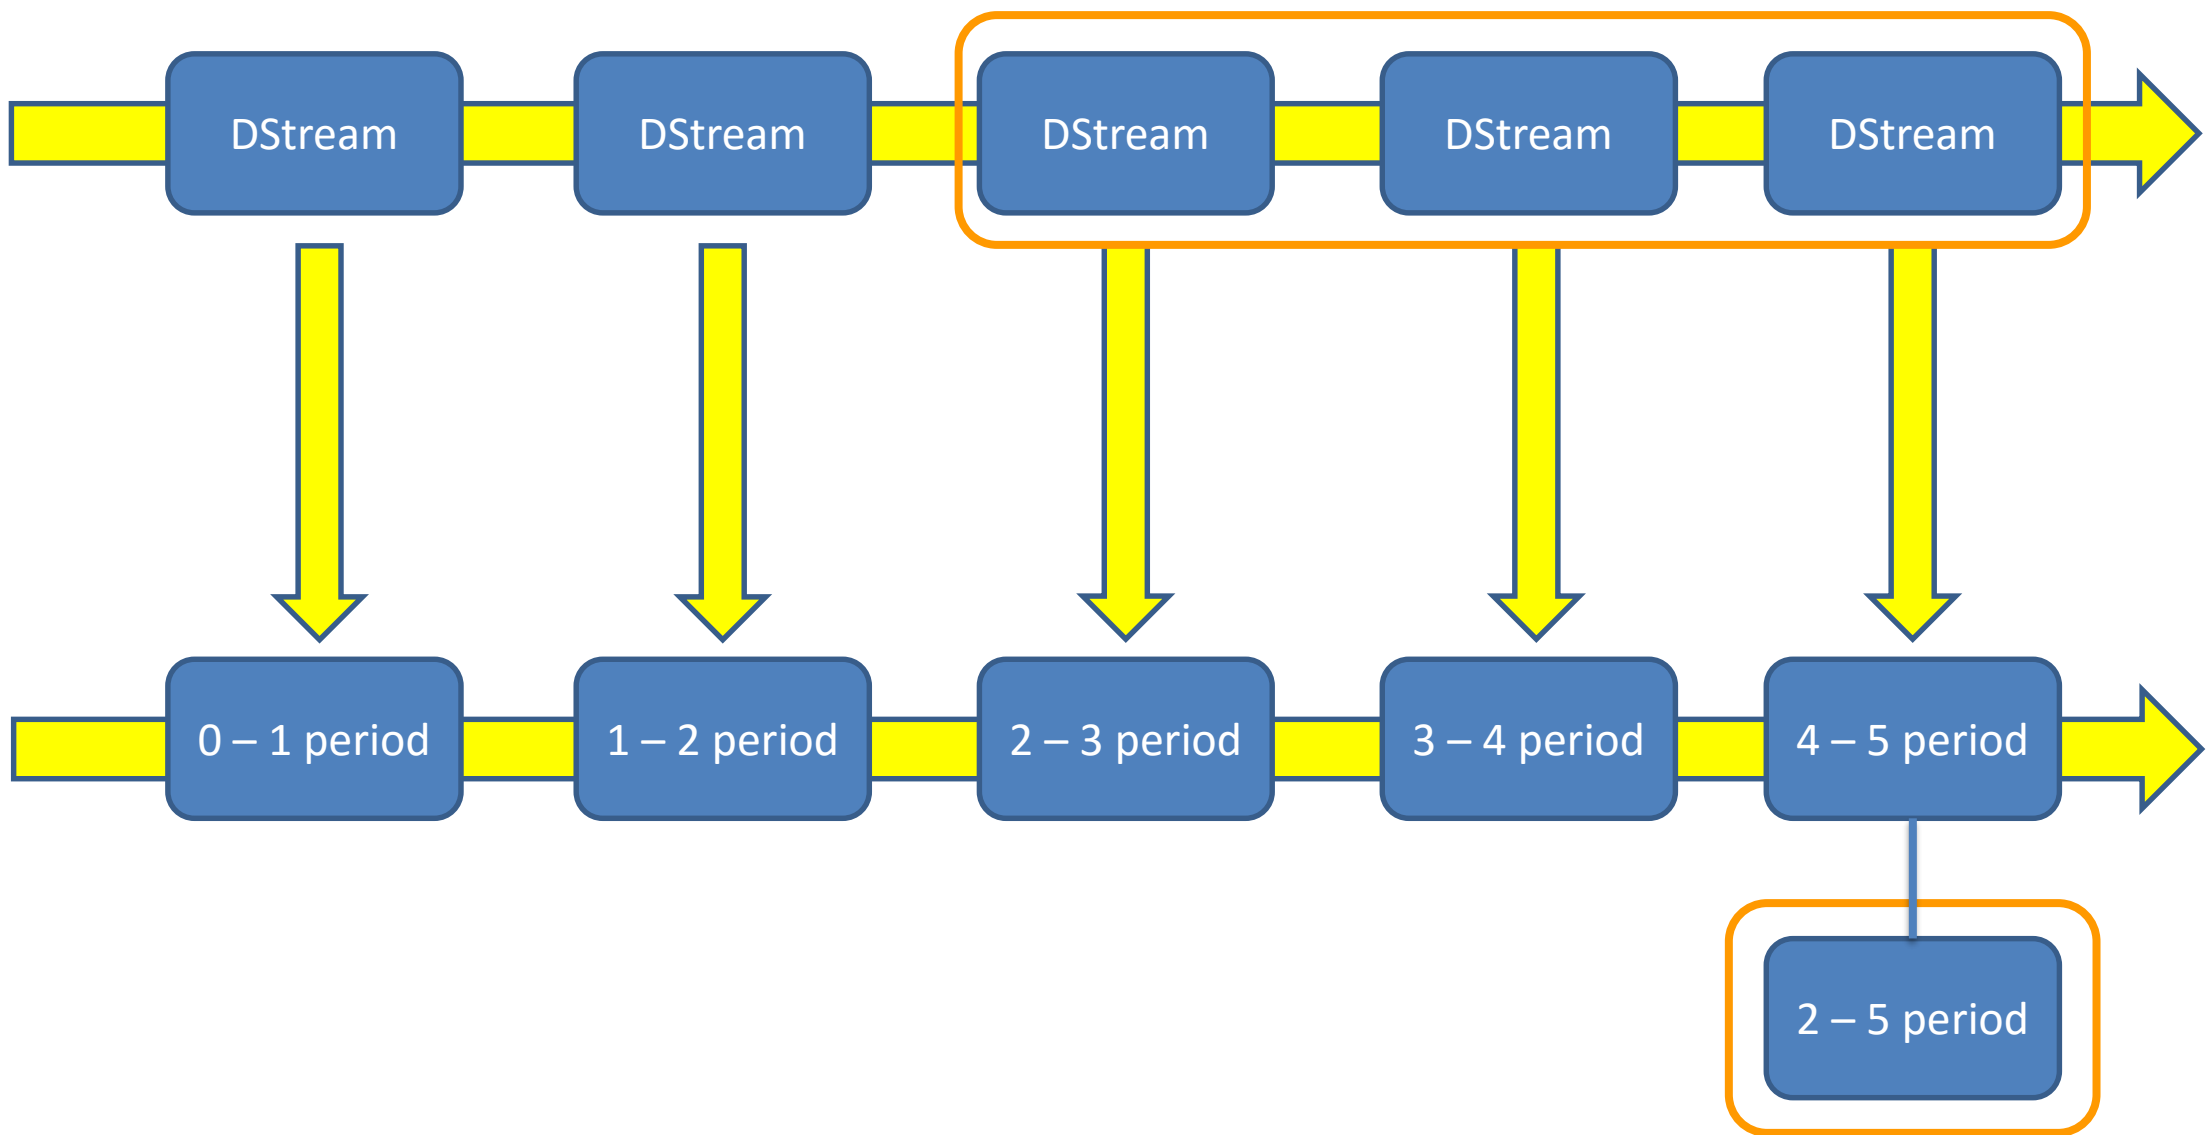 DStream
DStream
DStream
DStream
DStream
0 – 1 period
1 – 2 period
2 – 3 period
3 – 4 period
4 – 5 period
2 – 5 period